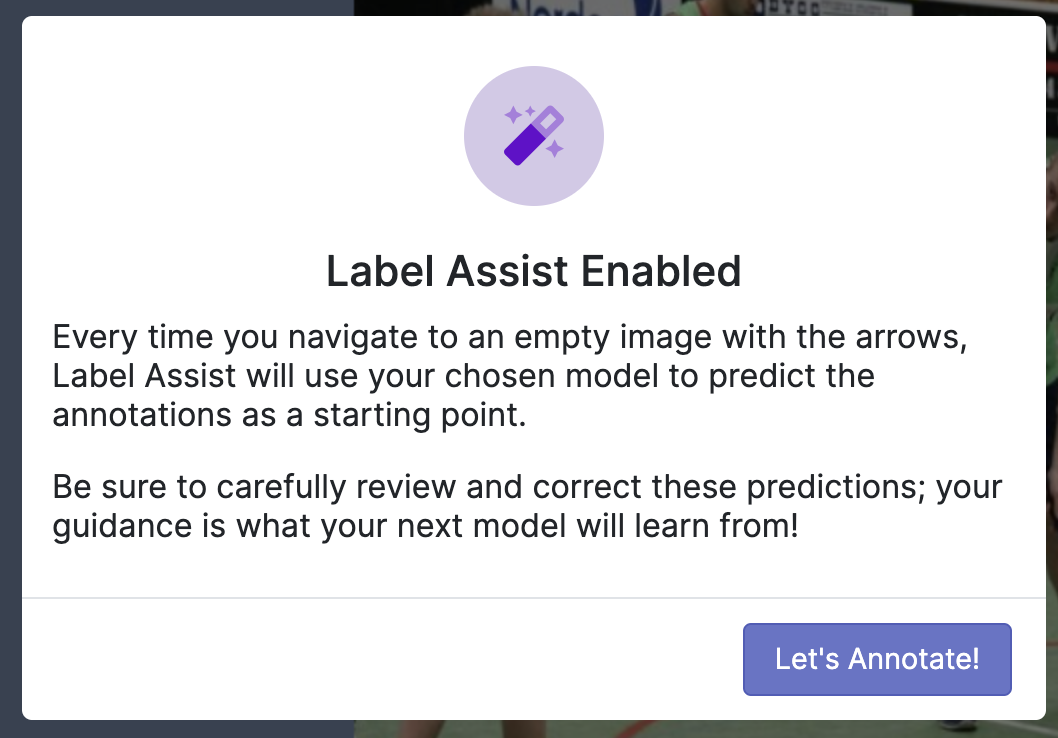 Label Assist Enabled
Every time you navigate to an empty image with the arrows,
Label Assist will use your chosen model to predict the
annotations as a starting point.
Be sure to carefully review and correct these predictions; your
guidance is what your next model will learn from!
Let's Annotate!